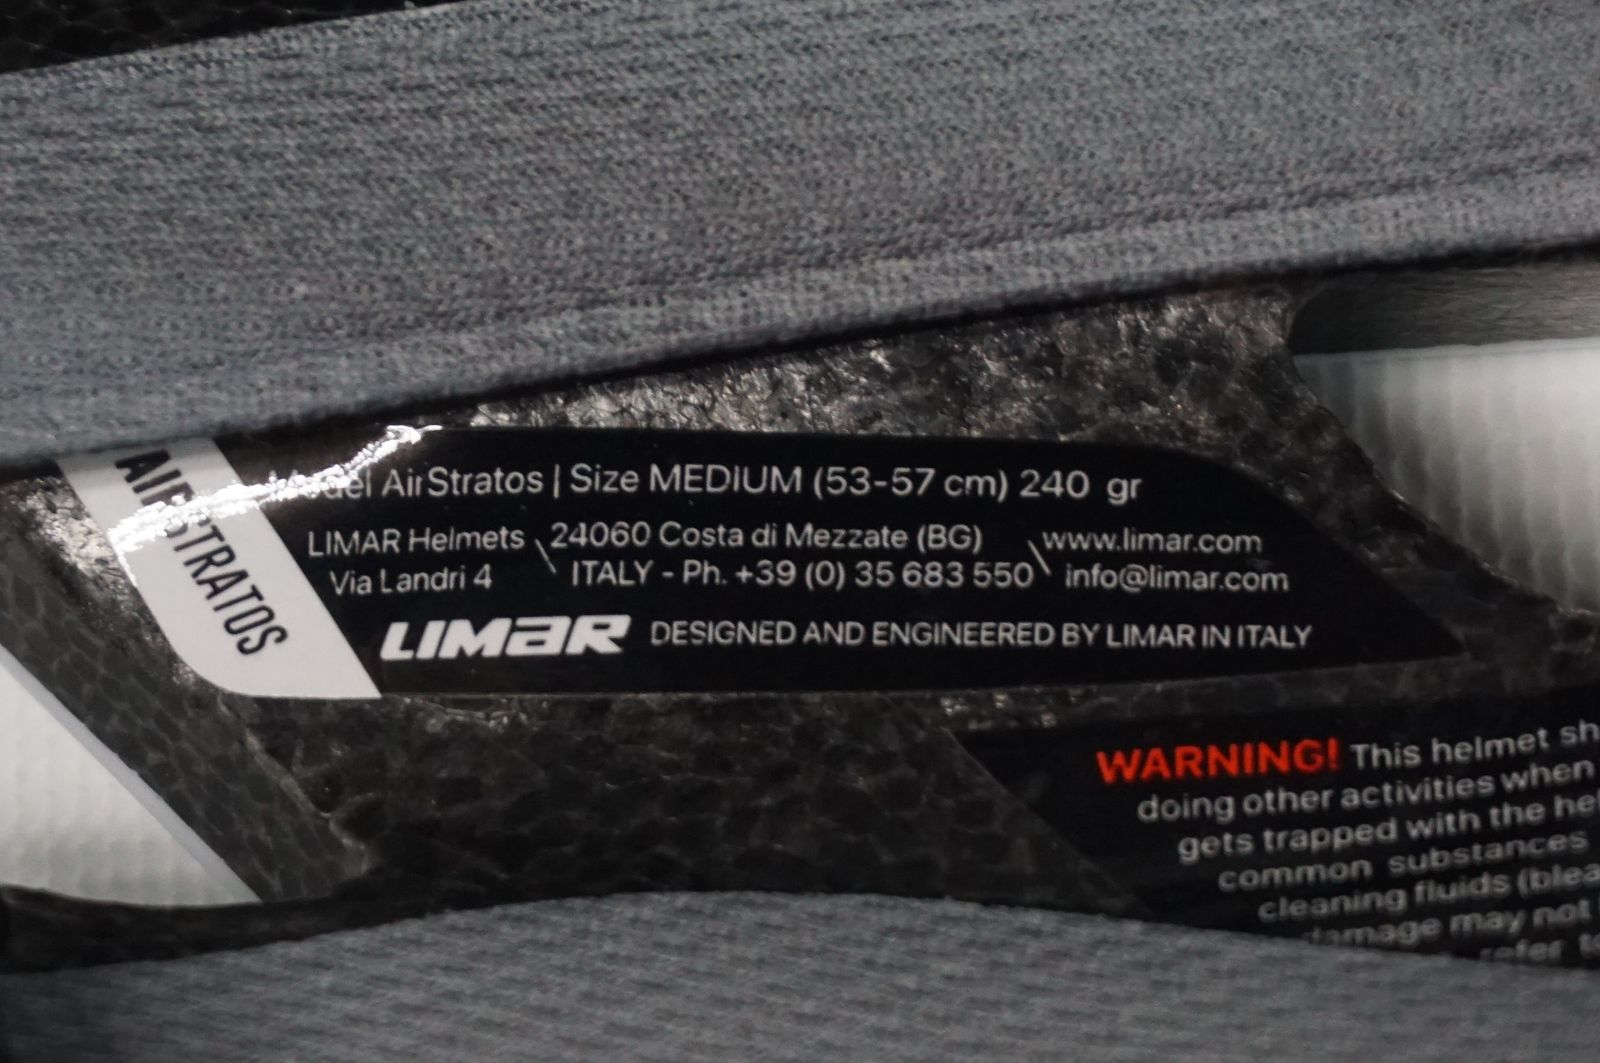 AIRSTRATOS
Model AirStratos | Size MEDIUM (53-57 cm) 240 gr
LIMAR Helmets \ 24060 Costa di Mezzate (BG) \ www.limar.com
Via Landri 4 ITALY - Ph. +39 (0) 35 683 550 info@limar.com
LIMAR DESIGNED AND ENGINEERED BY LIMAR IN ITALY
WARNING! This helmet
doing other activities when
gets trapped with the
common substances
cleaning fluids
damage may not
refer